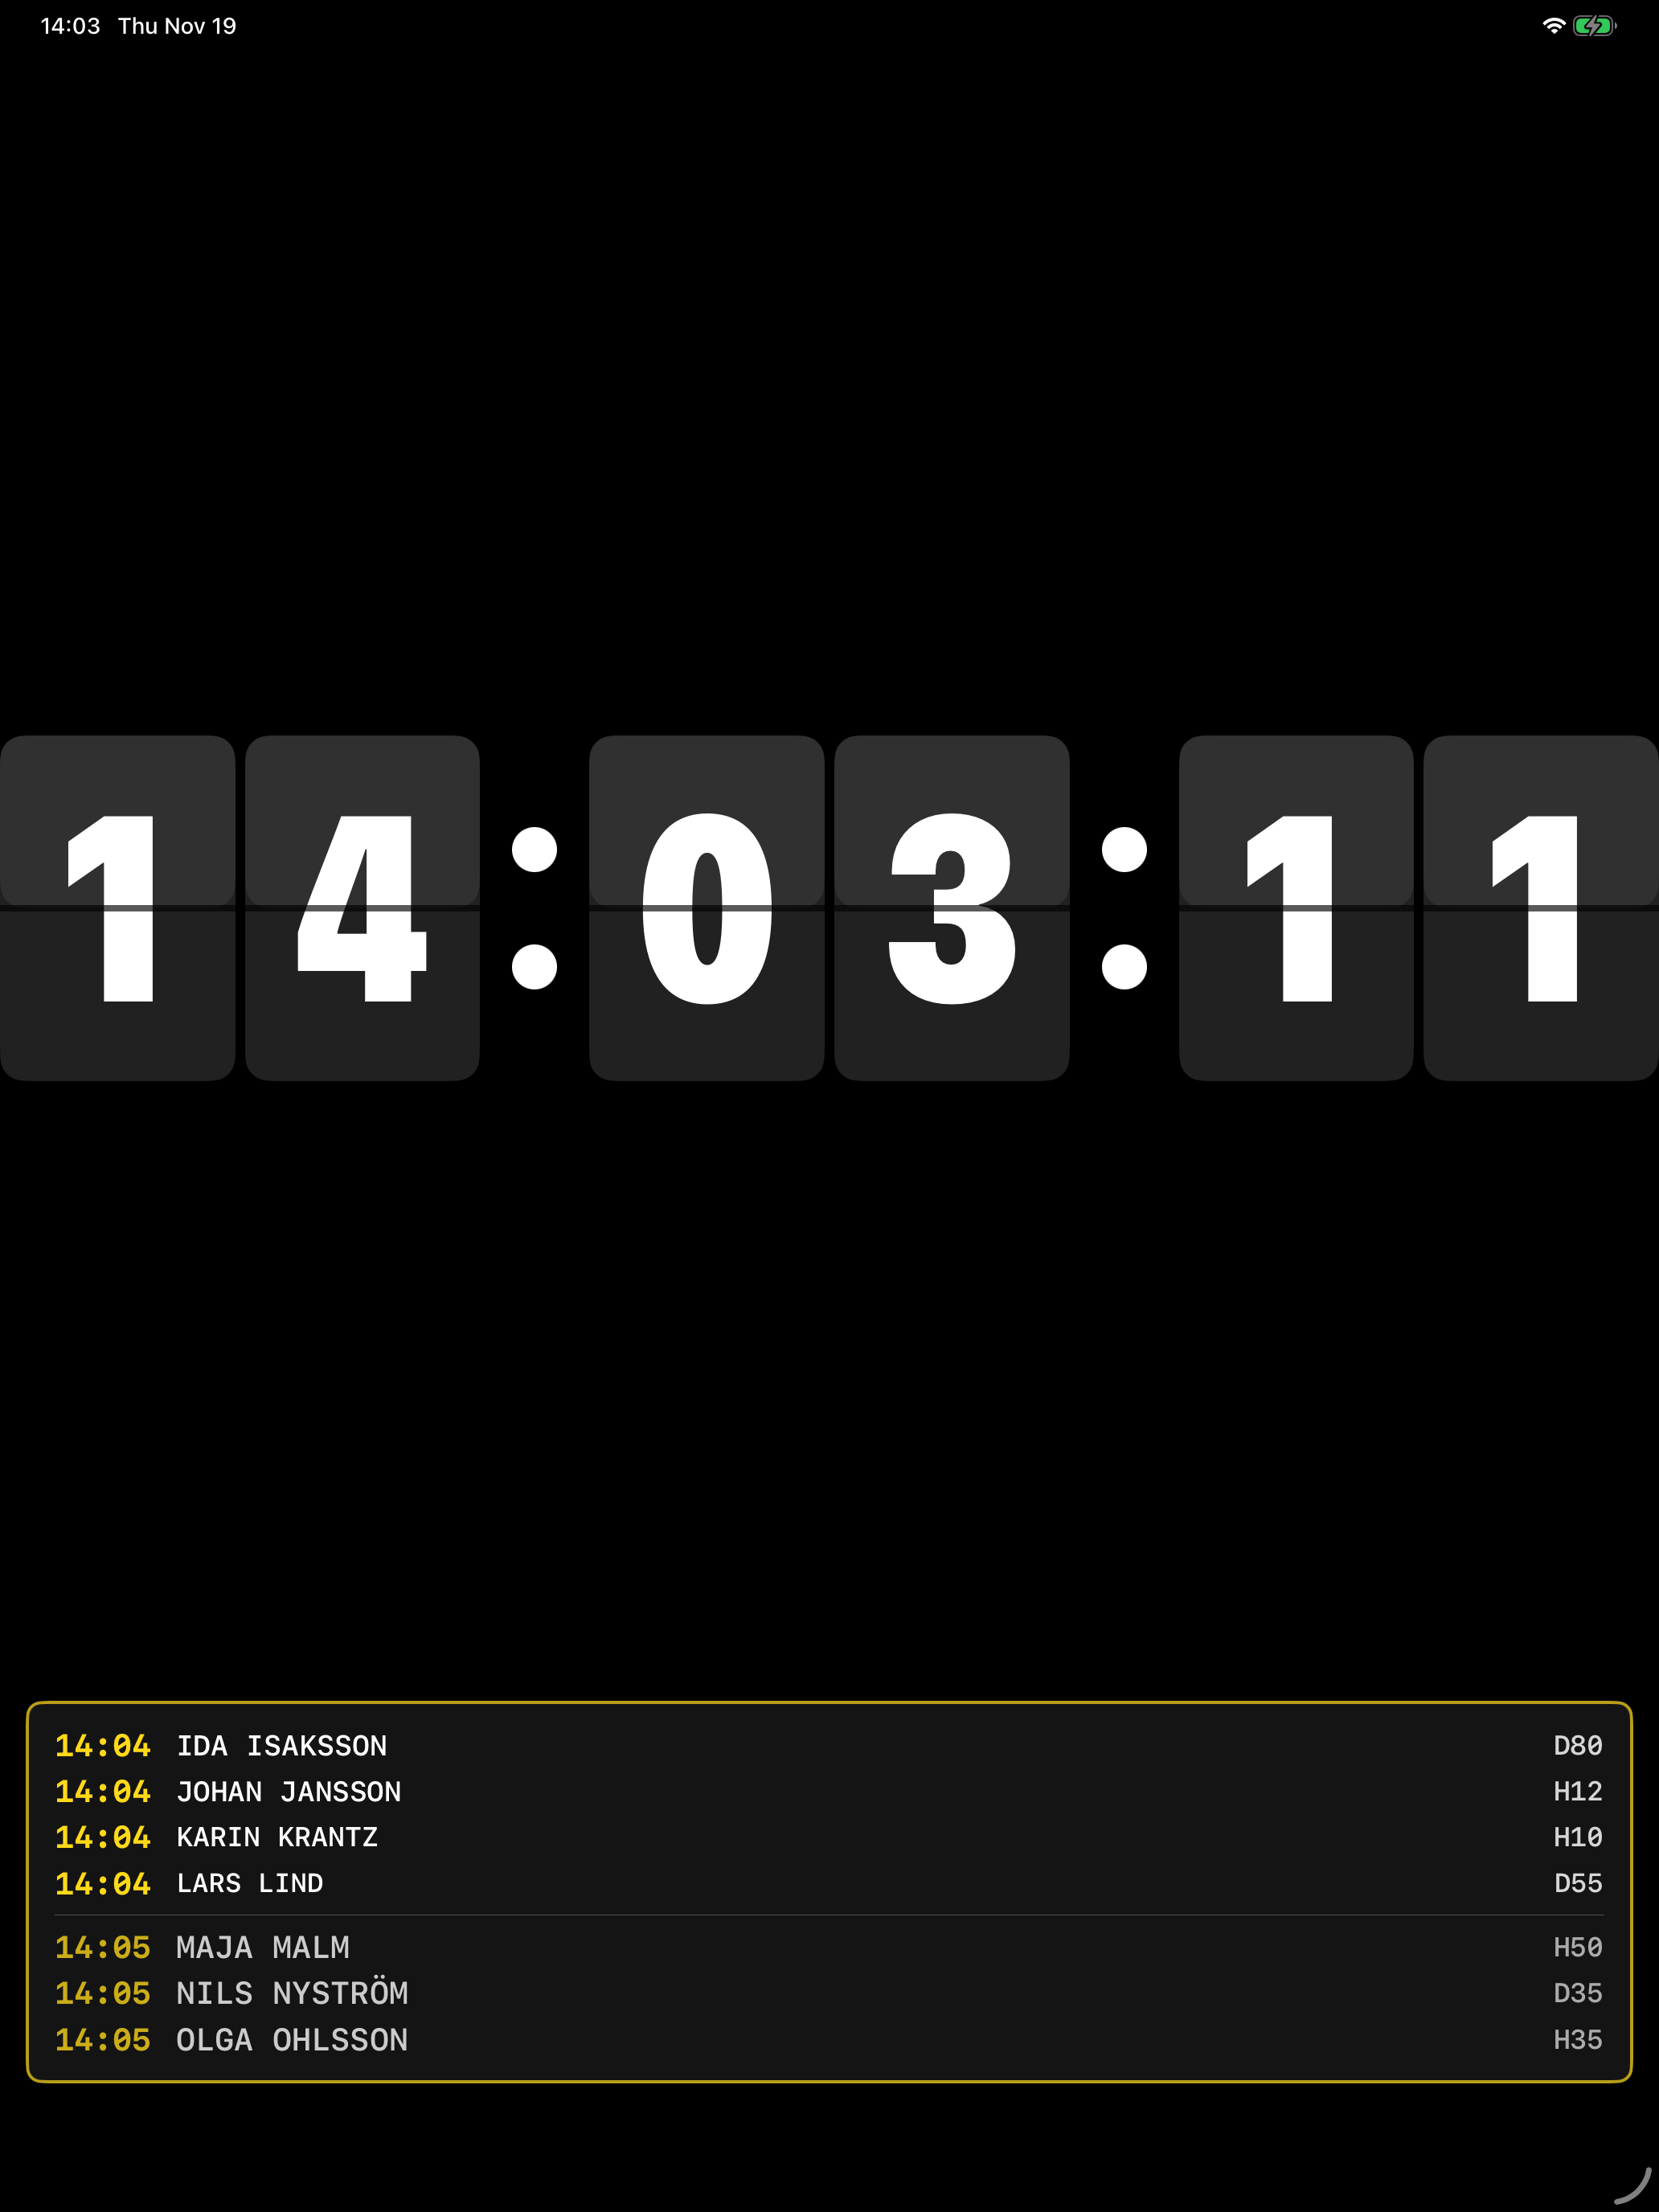 14:03 Thu Nov 19
14:03:11
14:04 IDA ISAKSSON D80
14:04 JOHAN JANSSON H12
14:04 KARIN KRANTZ H10
14:04 LARS LIND D55
14:05 MAJA MALM H50
14:05 NILS NYSTRÖM D35
14:05 OLGA OHLSSON H35